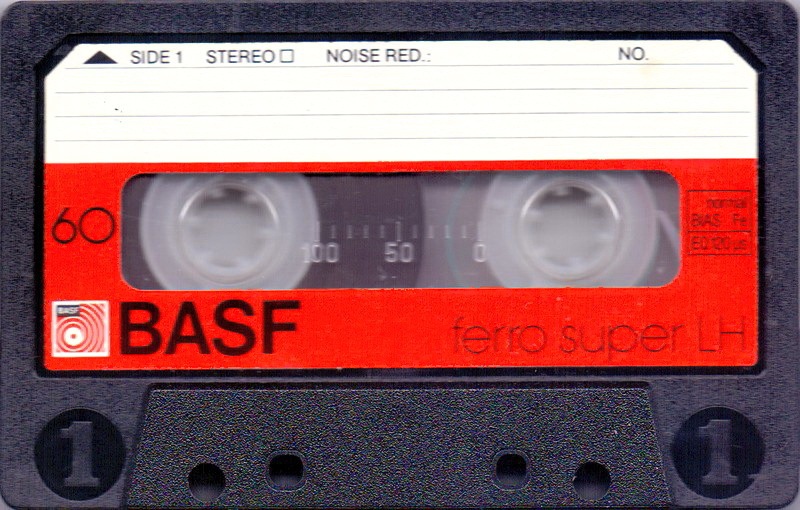 SIDE 1 STEREO NOISE RED.: NO.
60
100 50 0
normal
BIAS Fe
EQ 120 µs
BASF
BASF
ferro super LH
1 1